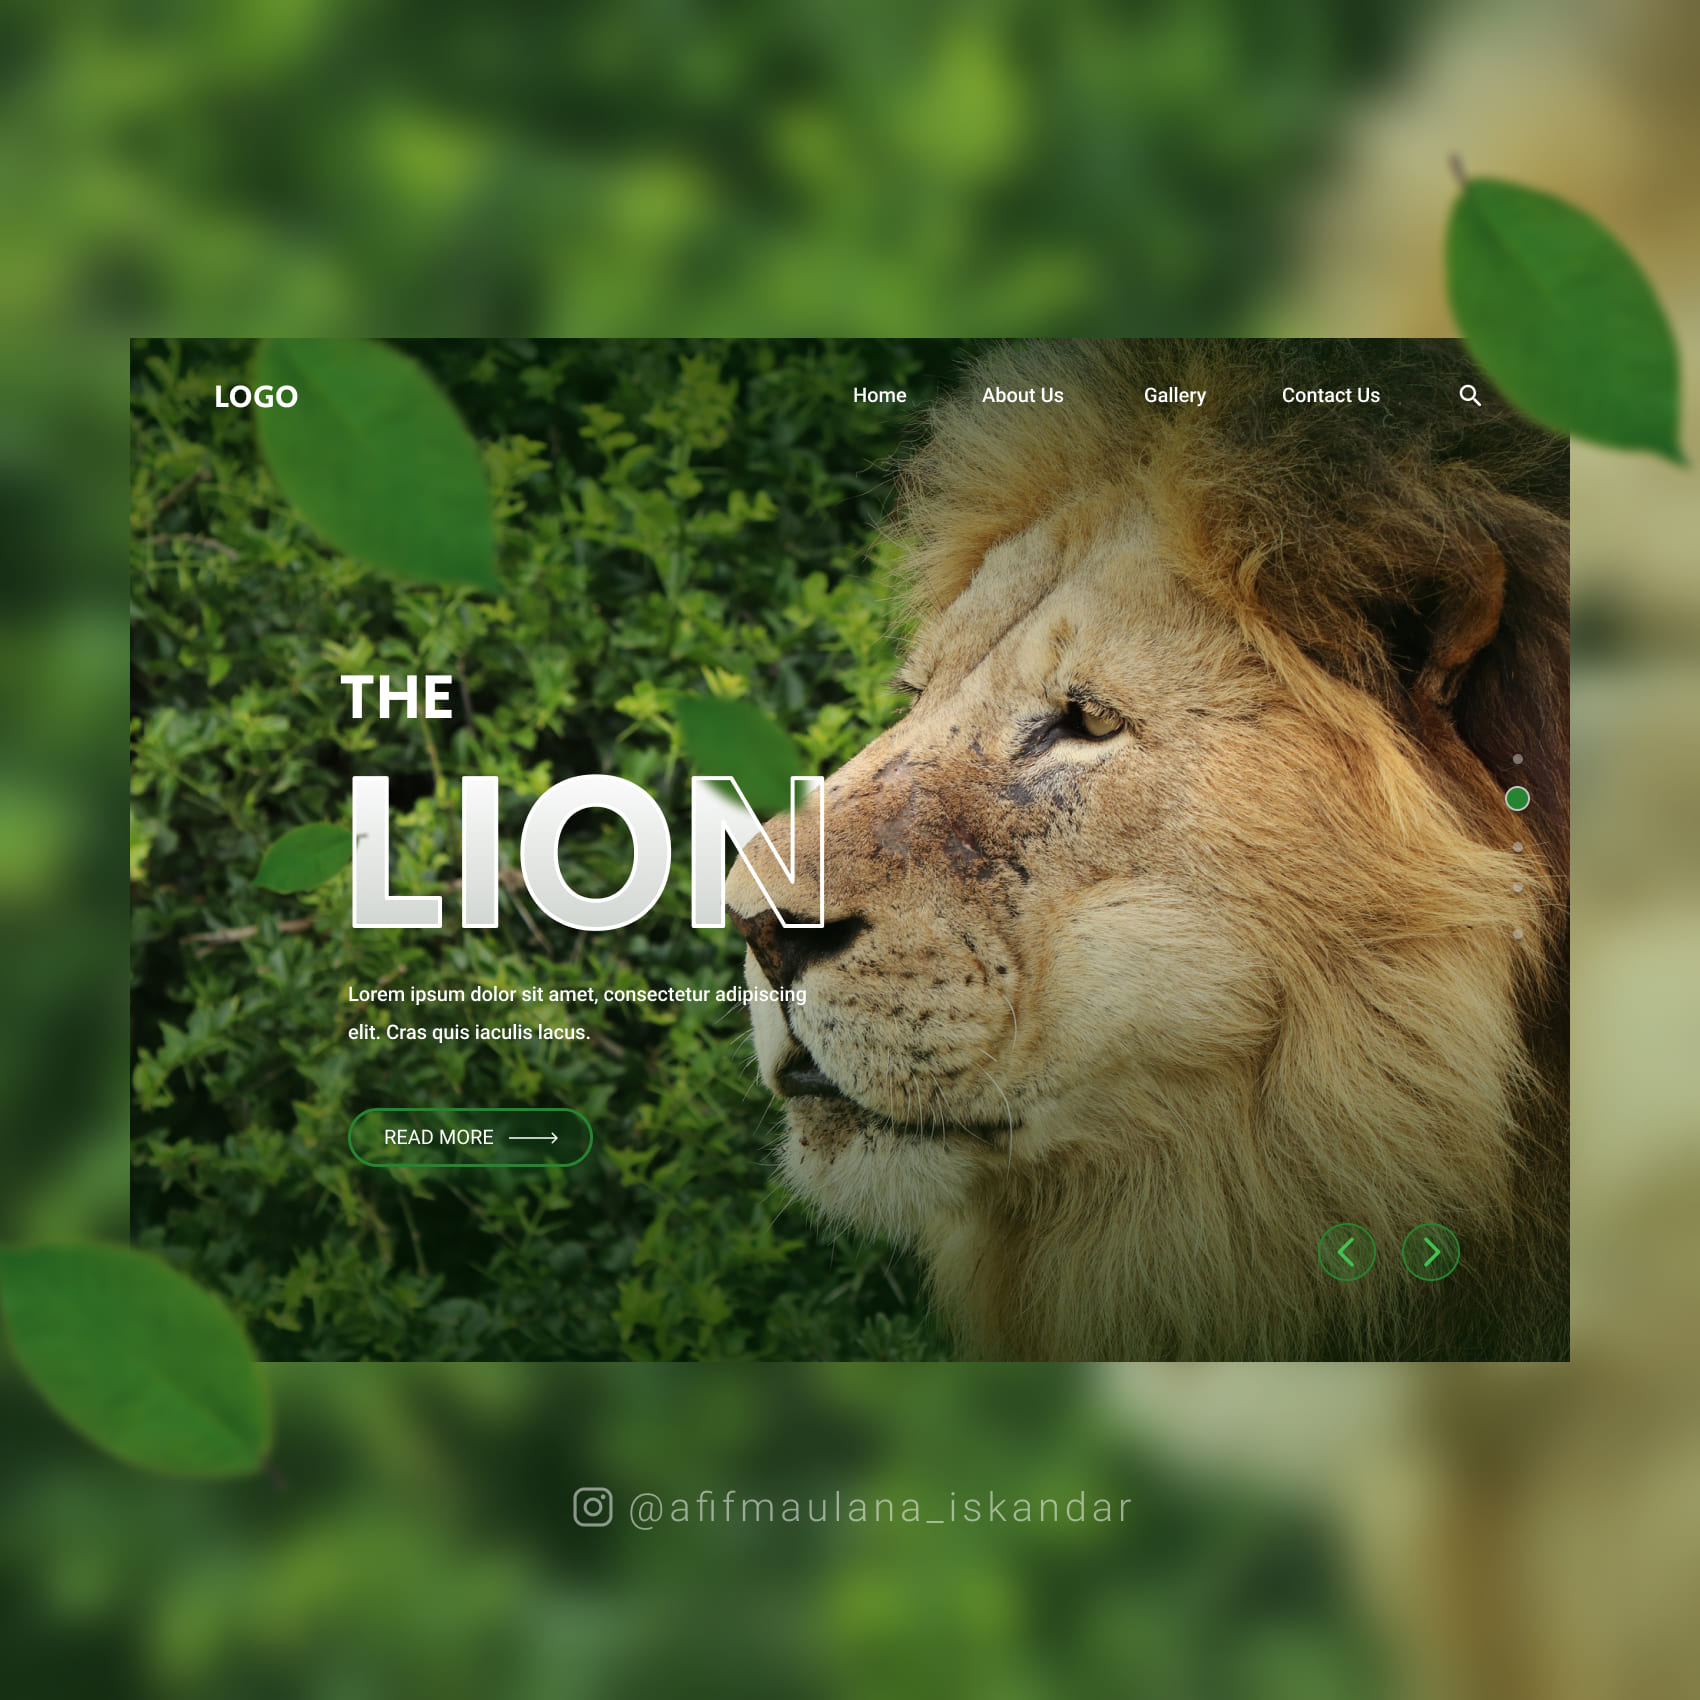 LOGO
Home About Us Gallery Contact Us
THE
LION
Lorem ipsum dolor sit amet, consectetur adipiscing
elit. Cras quis iaculis lacus.
READ MORE
@afifmaulana_iskandar